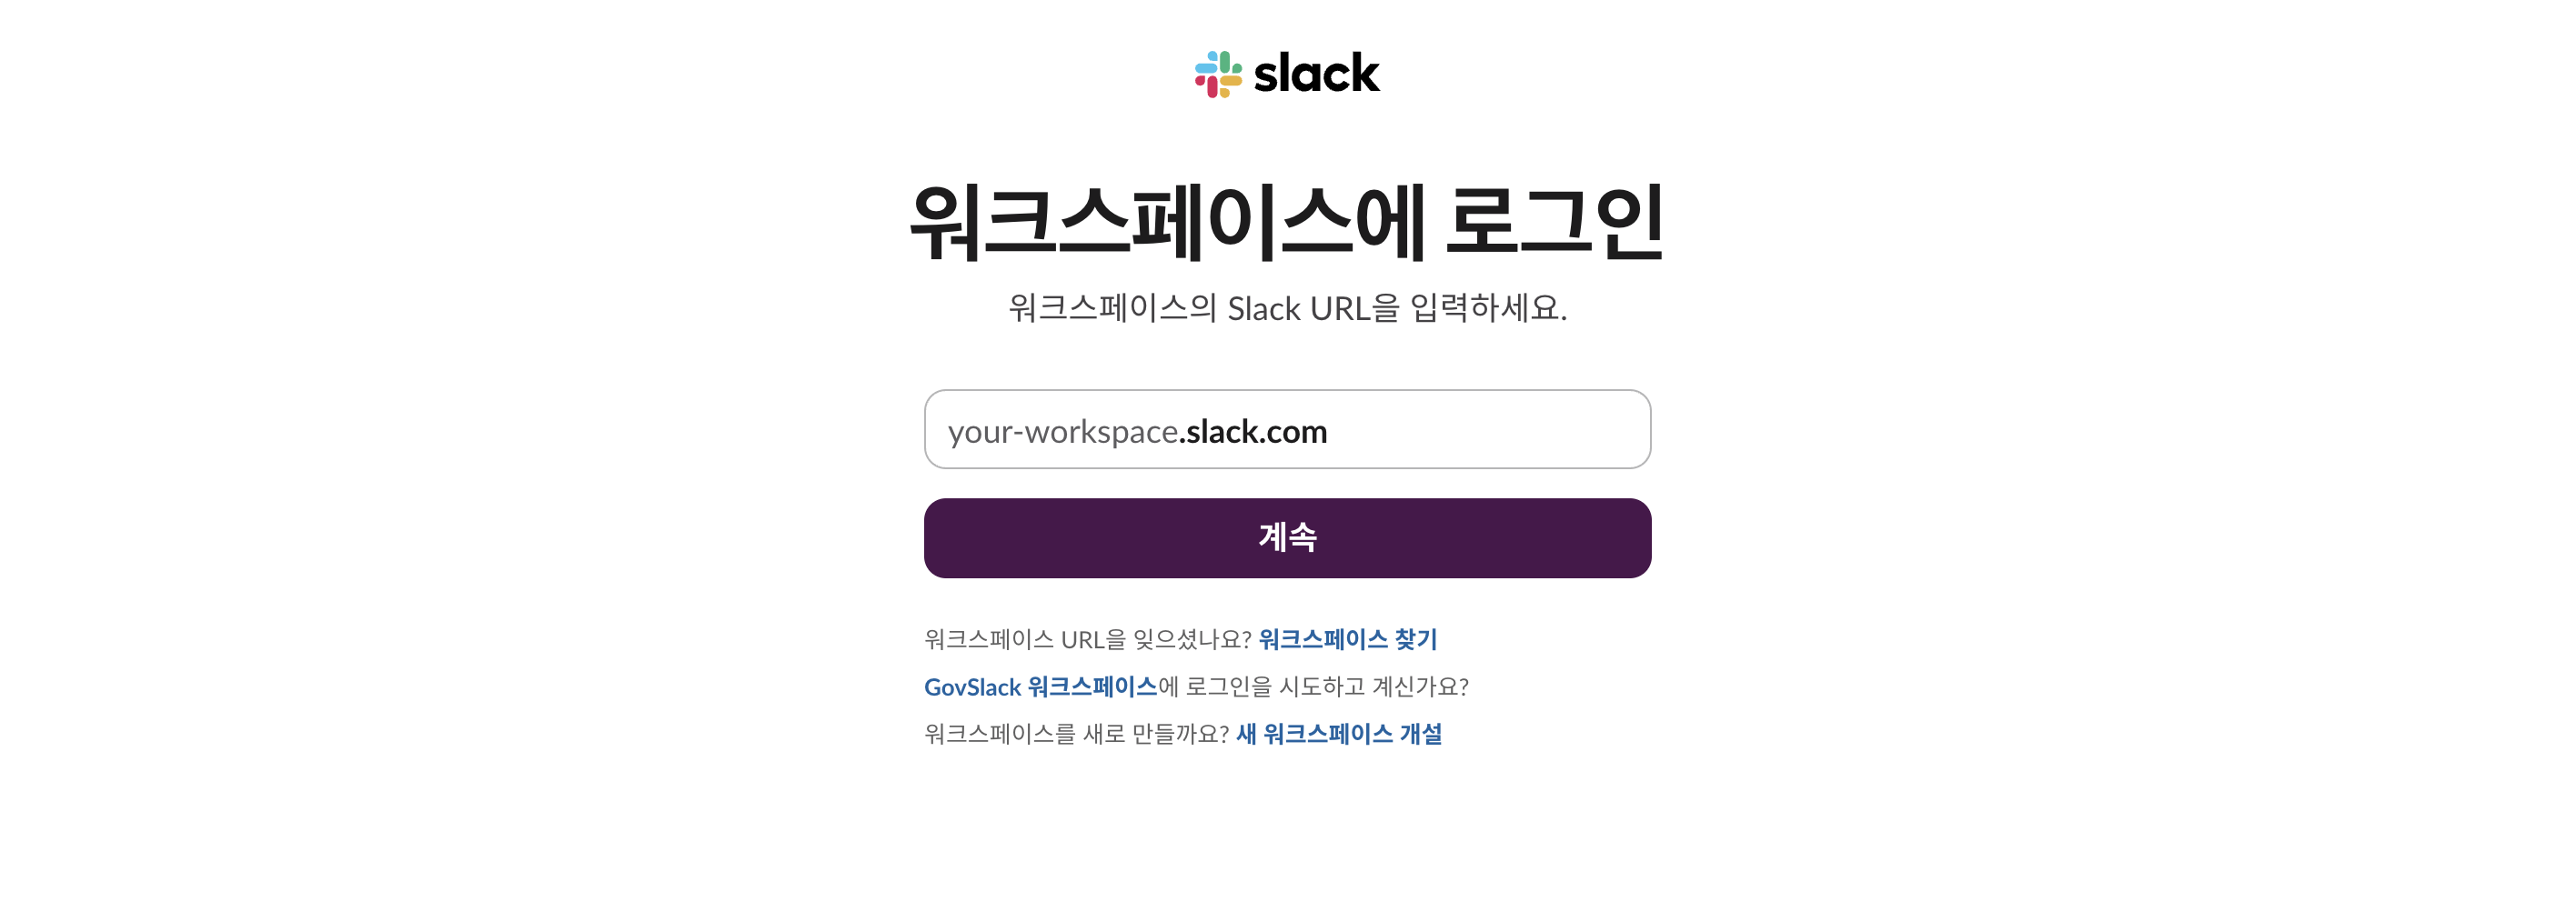 slack
워크스페이스에 로그인
워크스페이스의 Slack URL을 입력하세요.
your-workspace.slack.com
계속
워크스페이스 URL을 잊으셨나요? 워크스페이스 찾기
GovSlack 워크스페이스에 로그인을 시도하고 계신가요?
워크스페이스를 새로 만들까요? 새 워크스페이스 개설